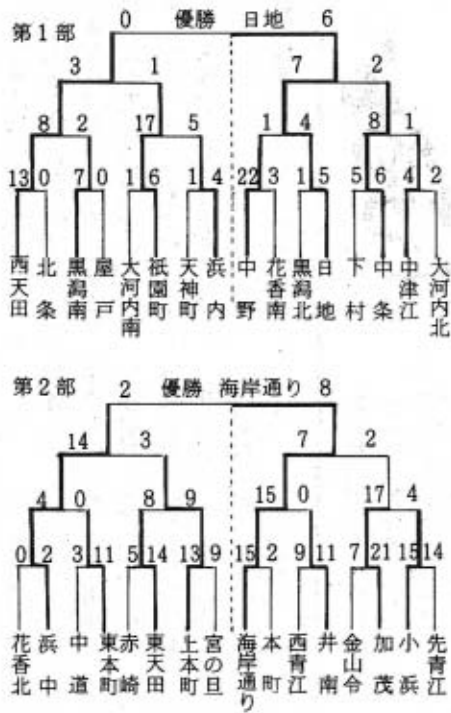 第1部
0 優勝 日地 6
3 1 7 2
8 2 17 5 1 4 8 1
13 0 7 0 1 6 1 4 22 3 1 5 5 6 4 2
西天田
北条
黒潟南
屋戸
大河内南
祇園町
天神町
浜内
中野
花香南
黒潟北
日地
下村
中条
中津江
大河内北
第2部
2 優勝 海岸通り 8
14 3 7 2
4 0 8 9 15 0 17 4
0 2 3 11 5 14 13 9 15 2 9 11 7 21 15 14
花香北
浜中
中道
東本町
赤崎
東天田
上本町
宮の旦
海岸通り
本町
西青江
井南
金山令
加茂
小浜
先青江